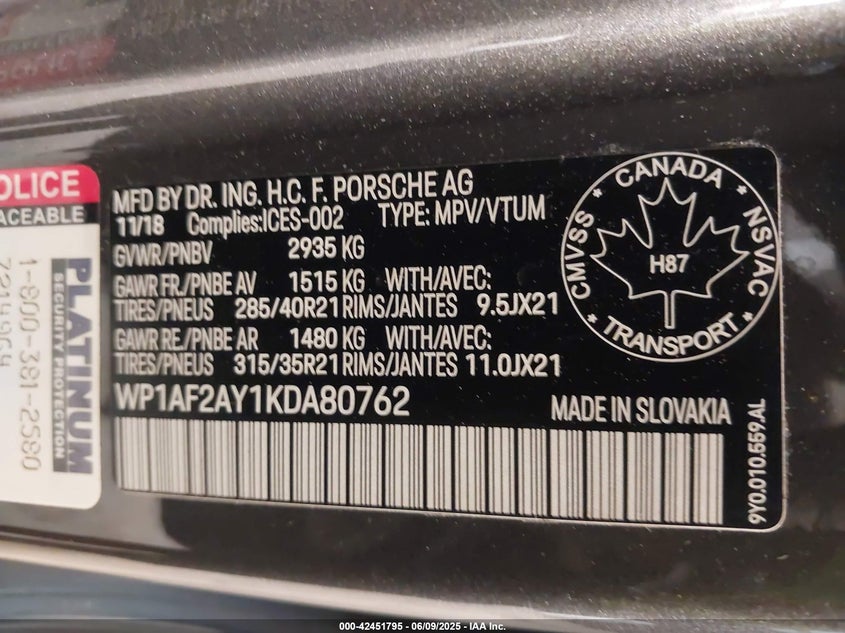 MFD BY DR. ING. H.C. F. PORSCHE AG
11/18 Complies:ICES-002 TYPE: MPV/VTUM
GVWR/PNBV 2935 KG
GAWR FR./PNBE AV 1515 KG WITH/AVEC:
TIRES/PNEUS 285/40R21 RIMS/JANTES 9.5JX21
GAWR RE./PNBE AR 1480 KG WITH/AVEC:
TIRES/PNEUS 315/35R21 RIMS/JANTES 11.0JX21
WP1AF2AY1KDA80762 MADE IN SLOVAKIA
CANADA
CMVSS NSVAC
H87
TRANSPORT
9Y0.010.559.AL
OLICE
ACEABLE
PLATINUM
SECURITY PROTECTION
1-800-381-2580
000-42451795 - 06/09/2025 - IAA Inc.